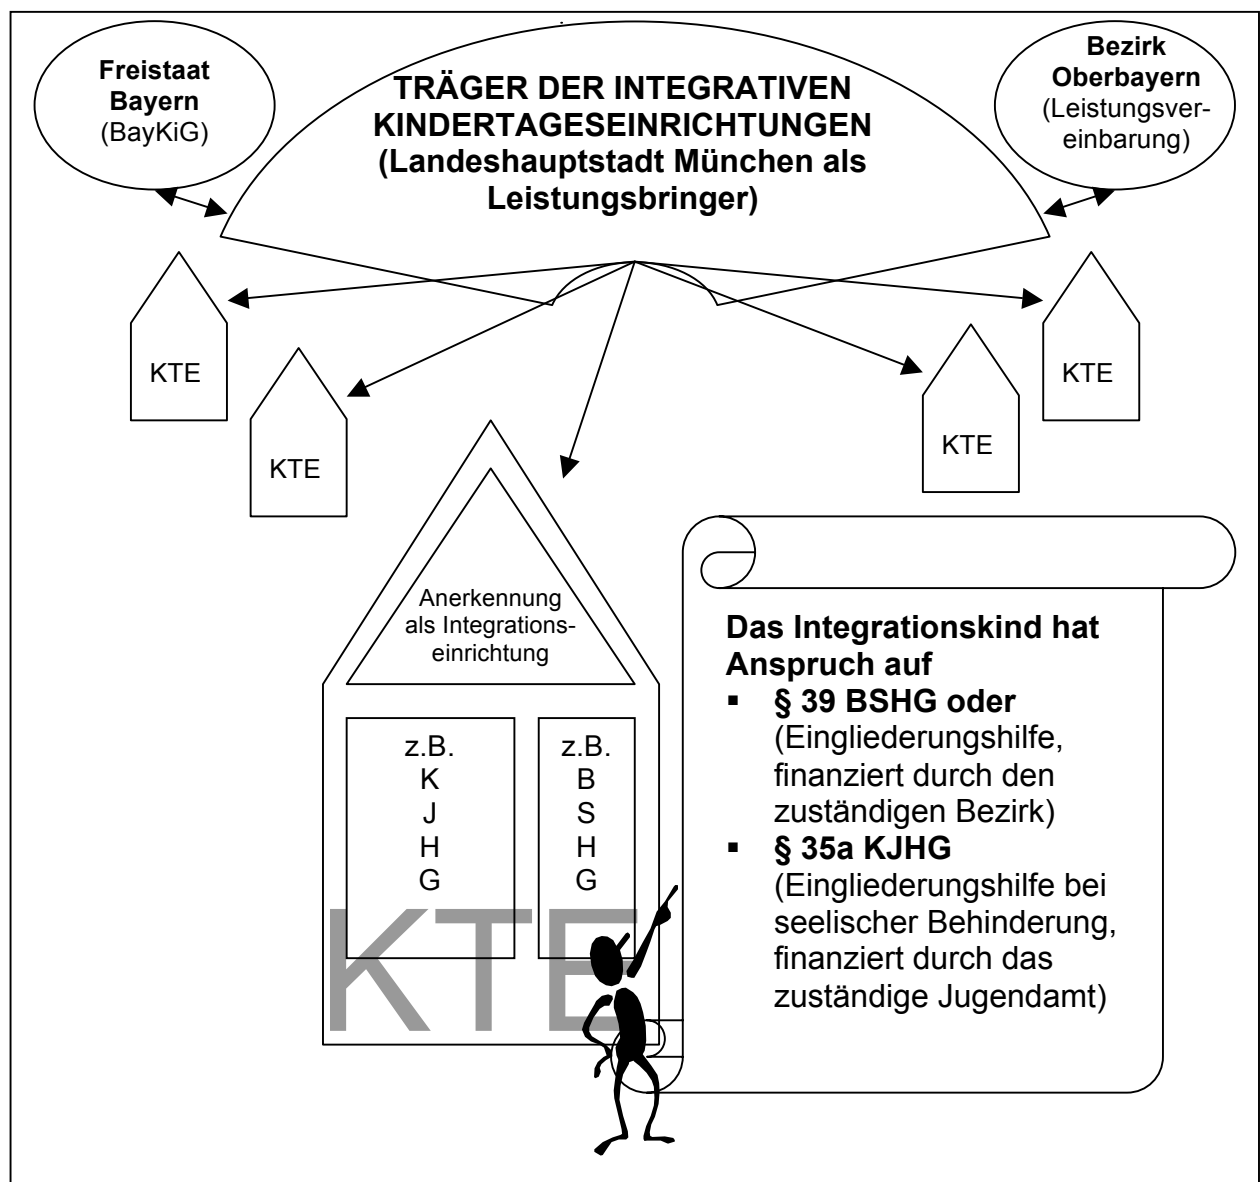 Freistaat
Bayern
(BayKiG)
TRÄGER DER INTEGRATIVEN
KINDERTAGESEINRICHTUNGEN
(Landeshauptstadt München als
Leistungsbringer)
Bezirk
Oberbayern
(Leistungsver-
einbarung)
KTE
KTE
KTE
KTE
Anerkennung
als Integrations-
einrichtung
z.B.
K
J
H
G
z.B.
B
S
H
G
KTE
Das Integrationskind hat
Anspruch auf
▪ § 39 BSHG oder
(Eingliederungshilfe,
finanziert durch den
zuständigen Bezirk)
▪ § 35a KJHG
(Eingliederungshilfe bei
seelischer Behinderung,
finanziert durch das
zuständige Jugendamt)